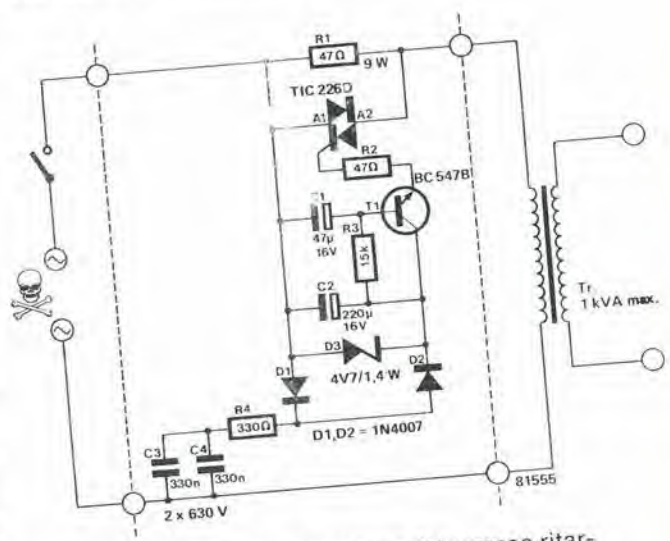 R1
47Ω
9 W
TIC 226D
A1
A2
R2
47Ω
BC 547B
T1
47µ
16V
R3
15k
C2
220µ
16V
D3
4V7/1,4 W
D1
D2
R4
330Ω
D1,D2 = 1N4007
C3
330n
C4
330n
2 x 630 V
81555
Tr
1 kVA max.